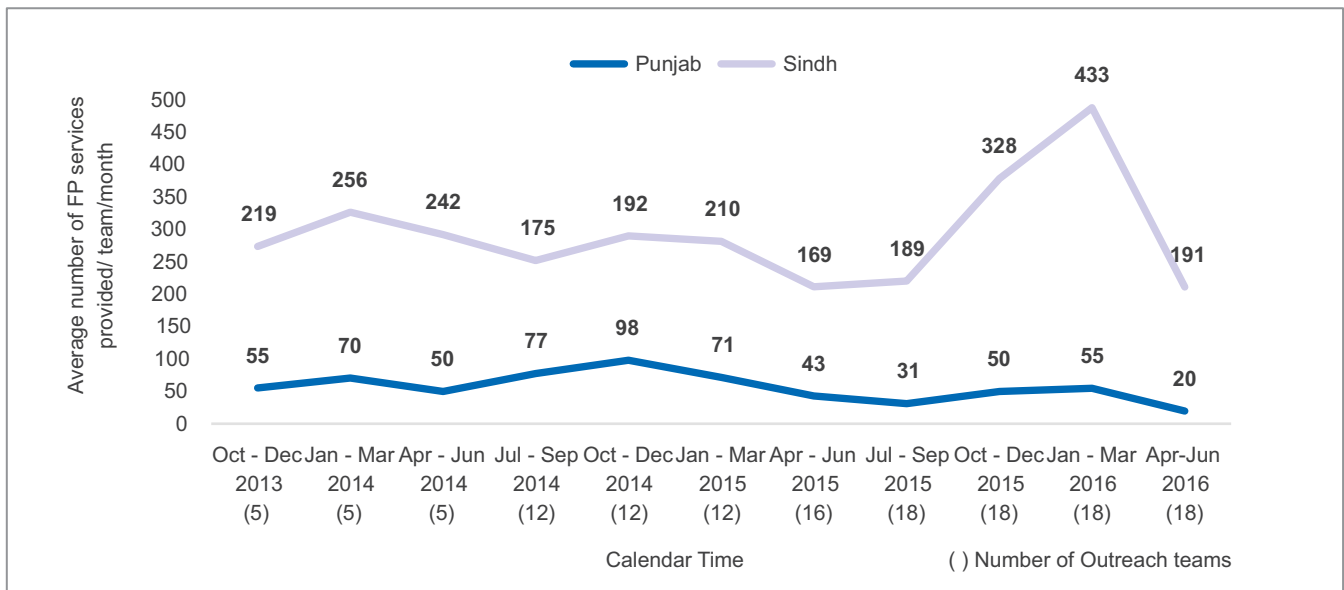 Punjab Sindh
Average number of FP services
provided/ team/month
500
450
400
350
300
250
200
150
100
50
0
219 256 242 175 192 210 169 189 328 433 191
55 70 50 77 98 71 43 31 50 55 20
Oct - Dec Jan - Mar Apr - Jun Jul - Sep Oct - Dec Jan - Mar Apr - Jun Jul - Sep Oct - Dec Jan - Mar Apr-Jun
2013 2014 2014 2014 2014 2015 2015 2015 2015 2016 2016
(5) (5) (5) (12) (12) (12) (16) (18) (18) (18) (18)
Calendar Time ( ) Number of Outreach teams